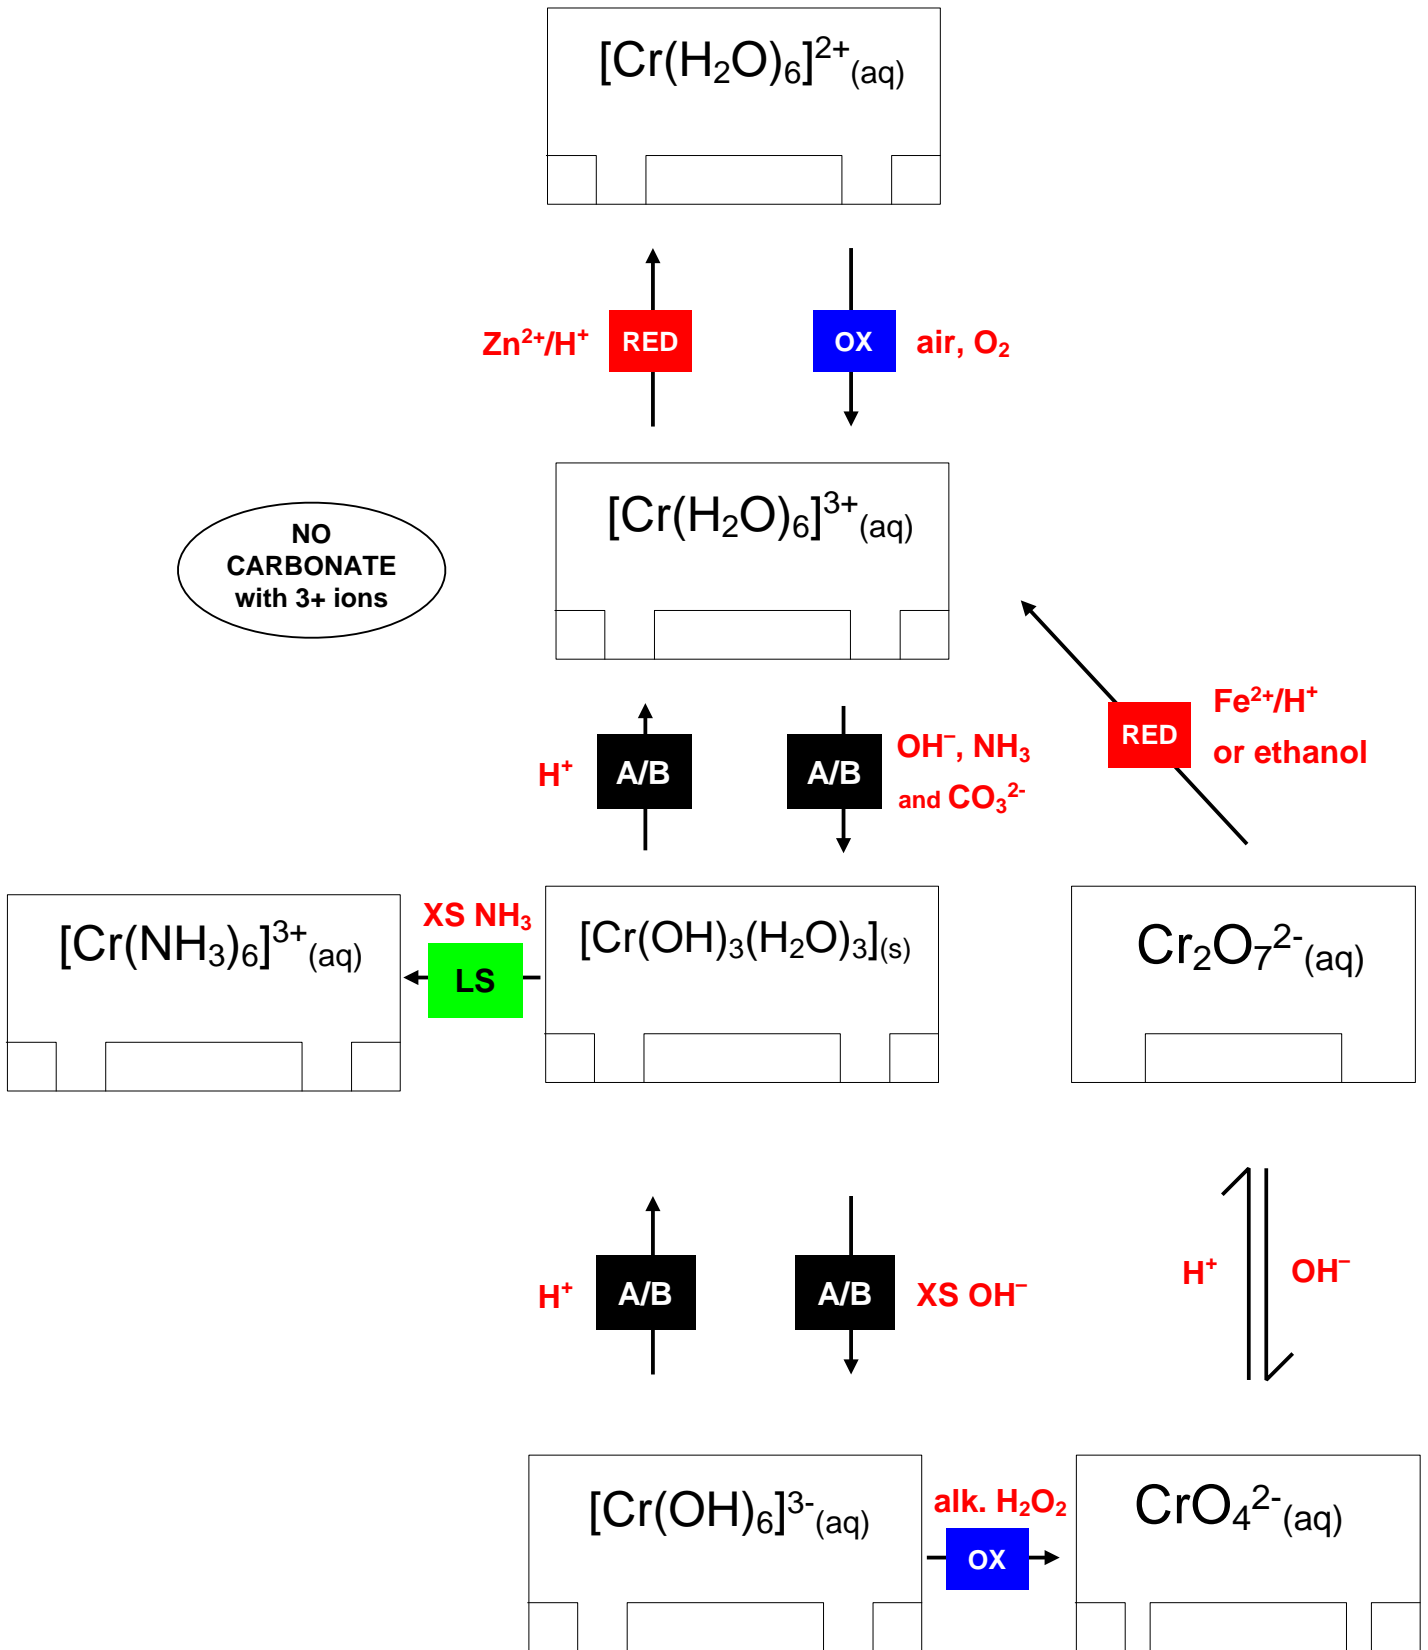 [Cr(H₂O)₆]²⁺(aq)
Zn²⁺/H⁺
RED
OX
air, O₂
[Cr(H₂O)₆]³⁺(aq)
NO
CARBONATE
with 3+ ions
Fe²⁺/H⁺
or ethanol
RED
H⁺
A/B
A/B
OH⁻, NH₃
and CO₃²⁻
[Cr(NH₃)₆]³⁺(aq)
XS NH₃
LS
[Cr(OH)₃(H₂O)₃](s)
Cr₂O₇²⁻(aq)
H⁺
A/B
A/B
XS OH⁻
H⁺
OH⁻
[Cr(OH)₆]³⁻(aq)
alk. H₂O₂
OX
CrO₄²⁻(aq)